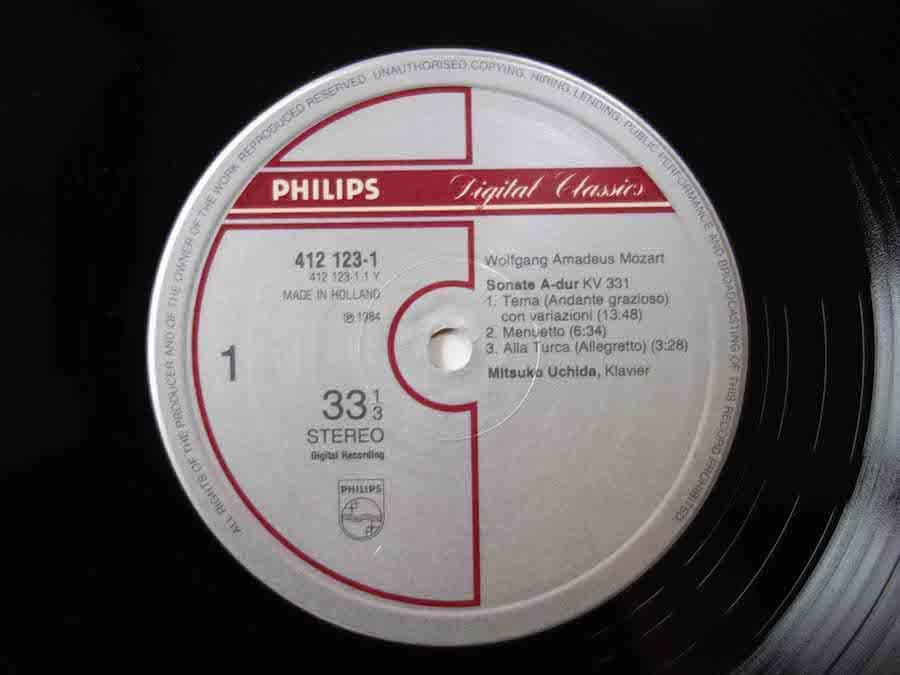 ALL RIGHTS OF THE PRODUCER AND OF THE OWNER OF THE WORK REPRODUCED RESERVED. UNAUTHORISED COPYING, HIRING, LENDING, PUBLIC PERFORMANCE AND BROADCASTING OF THIS RECORD PROHIBITED.
PHILIPS Digital Classics
412 123-1
412 123-1.1 Y
MADE IN HOLLAND
℗ 1984
1
33 1/3
STEREO
Digital Recording
PHILIPS
Wolfgang Amadeus Mozart
Sonate A-dur KV 331
1. Tema (Andante grazioso)
con variazioni (13:48)
2. Menuetto (6:34)
3. Alla Turca (Allegretto) (3:28)
Mitsuko Uchida, Klavier